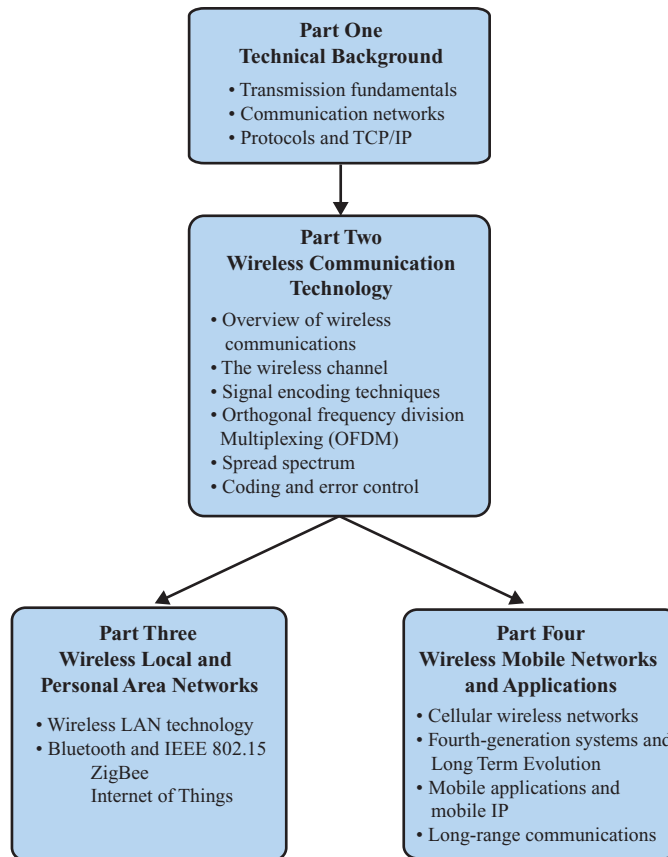 Part One
Technical Background
• Transmission fundamentals
• Communication networks
• Protocols and TCP/IP
Part Two
Wireless Communication
Technology
• Overview of wireless
communications
• The wireless channel
• Signal encoding techniques
• Orthogonal frequency division
Multiplexing (OFDM)
• Spread spectrum
• Coding and error control
Part Three
Wireless Local and
Personal Area Networks
• Wireless LAN technology
• Bluetooth and IEEE 802.15
ZigBee
Internet of Things
Part Four
Wireless Mobile Networks
and Applications
• Cellular wireless networks
• Fourth-generation systems and
Long Term Evolution
• Mobile applications and
mobile IP
• Long-range communications